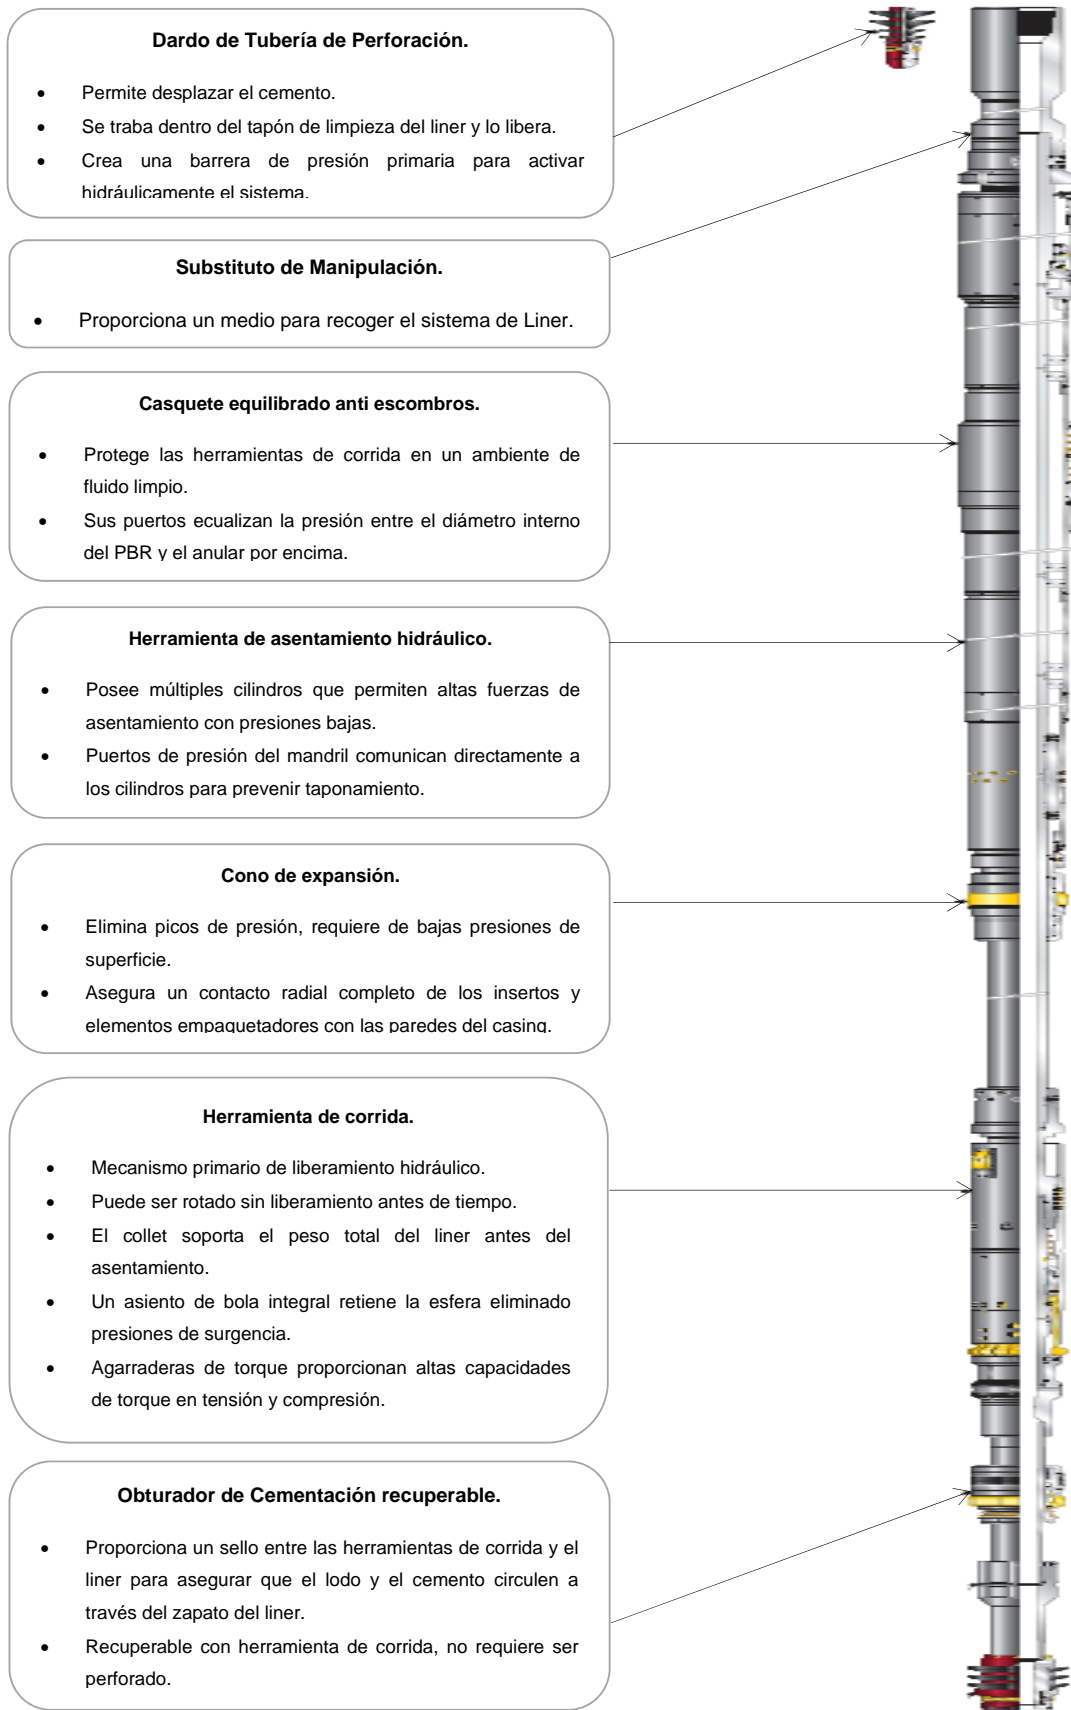 Dardo de Tubería de Perforación.
• Permite desplazar el cemento.
• Se traba dentro del tapón de limpieza del liner y lo libera.
• Crea una barrera de presión primaria para activar
hidráulicamente el sistema.
Substituto de Manipulación.
• Proporciona un medio para recoger el sistema de Liner.
Casquete equilibrado anti escombros.
• Protege las herramientas de corrida en un ambiente de
fluido limpio.
• Sus puertos ecualizan la presión entre el diámetro interno
del PBR y el anular por encima.
Herramienta de asentamiento hidráulico.
• Posee múltiples cilindros que permiten altas fuerzas de
asentamiento con presiones bajas.
• Puertos de presión del mandril comunican directamente a
los cilindros para prevenir taponamiento.
Cono de expansión.
• Elimina picos de presión, requiere de bajas presiones de
superficie.
• Asegura un contacto radial completo de los insertos y
elementos empaquetadores con las paredes del casing.
Herramienta de corrida.
• Mecanismo primario de liberamiento hidráulico.
• Puede ser rotado sin liberamiento antes de tiempo.
• El collet soporta el peso total del liner antes del
asentamiento.
• Un asiento de bola integral retiene la esfera eliminado
presiones de surgencia.
• Agarraderas de torque proporcionan altas capacidades
de torque en tensión y compresión.
Obturador de Cementación recuperable.
• Proporciona un sello entre las herramientas de corrida y el
liner para asegurar que el lodo y el cemento circulen a
través del zapato del liner.
• Recuperable con herramienta de corrida, no requiere ser
perforado.